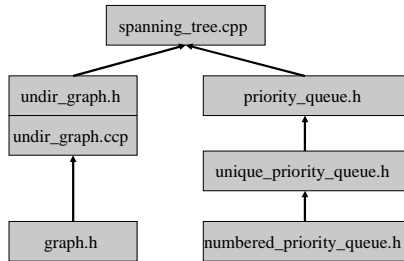 spanning_tree.cpp
undir_graph.h
priority_queue.h
undir_graph.ccp
unique_priority_queue.h
graph.h
numbered_priority_queue.h